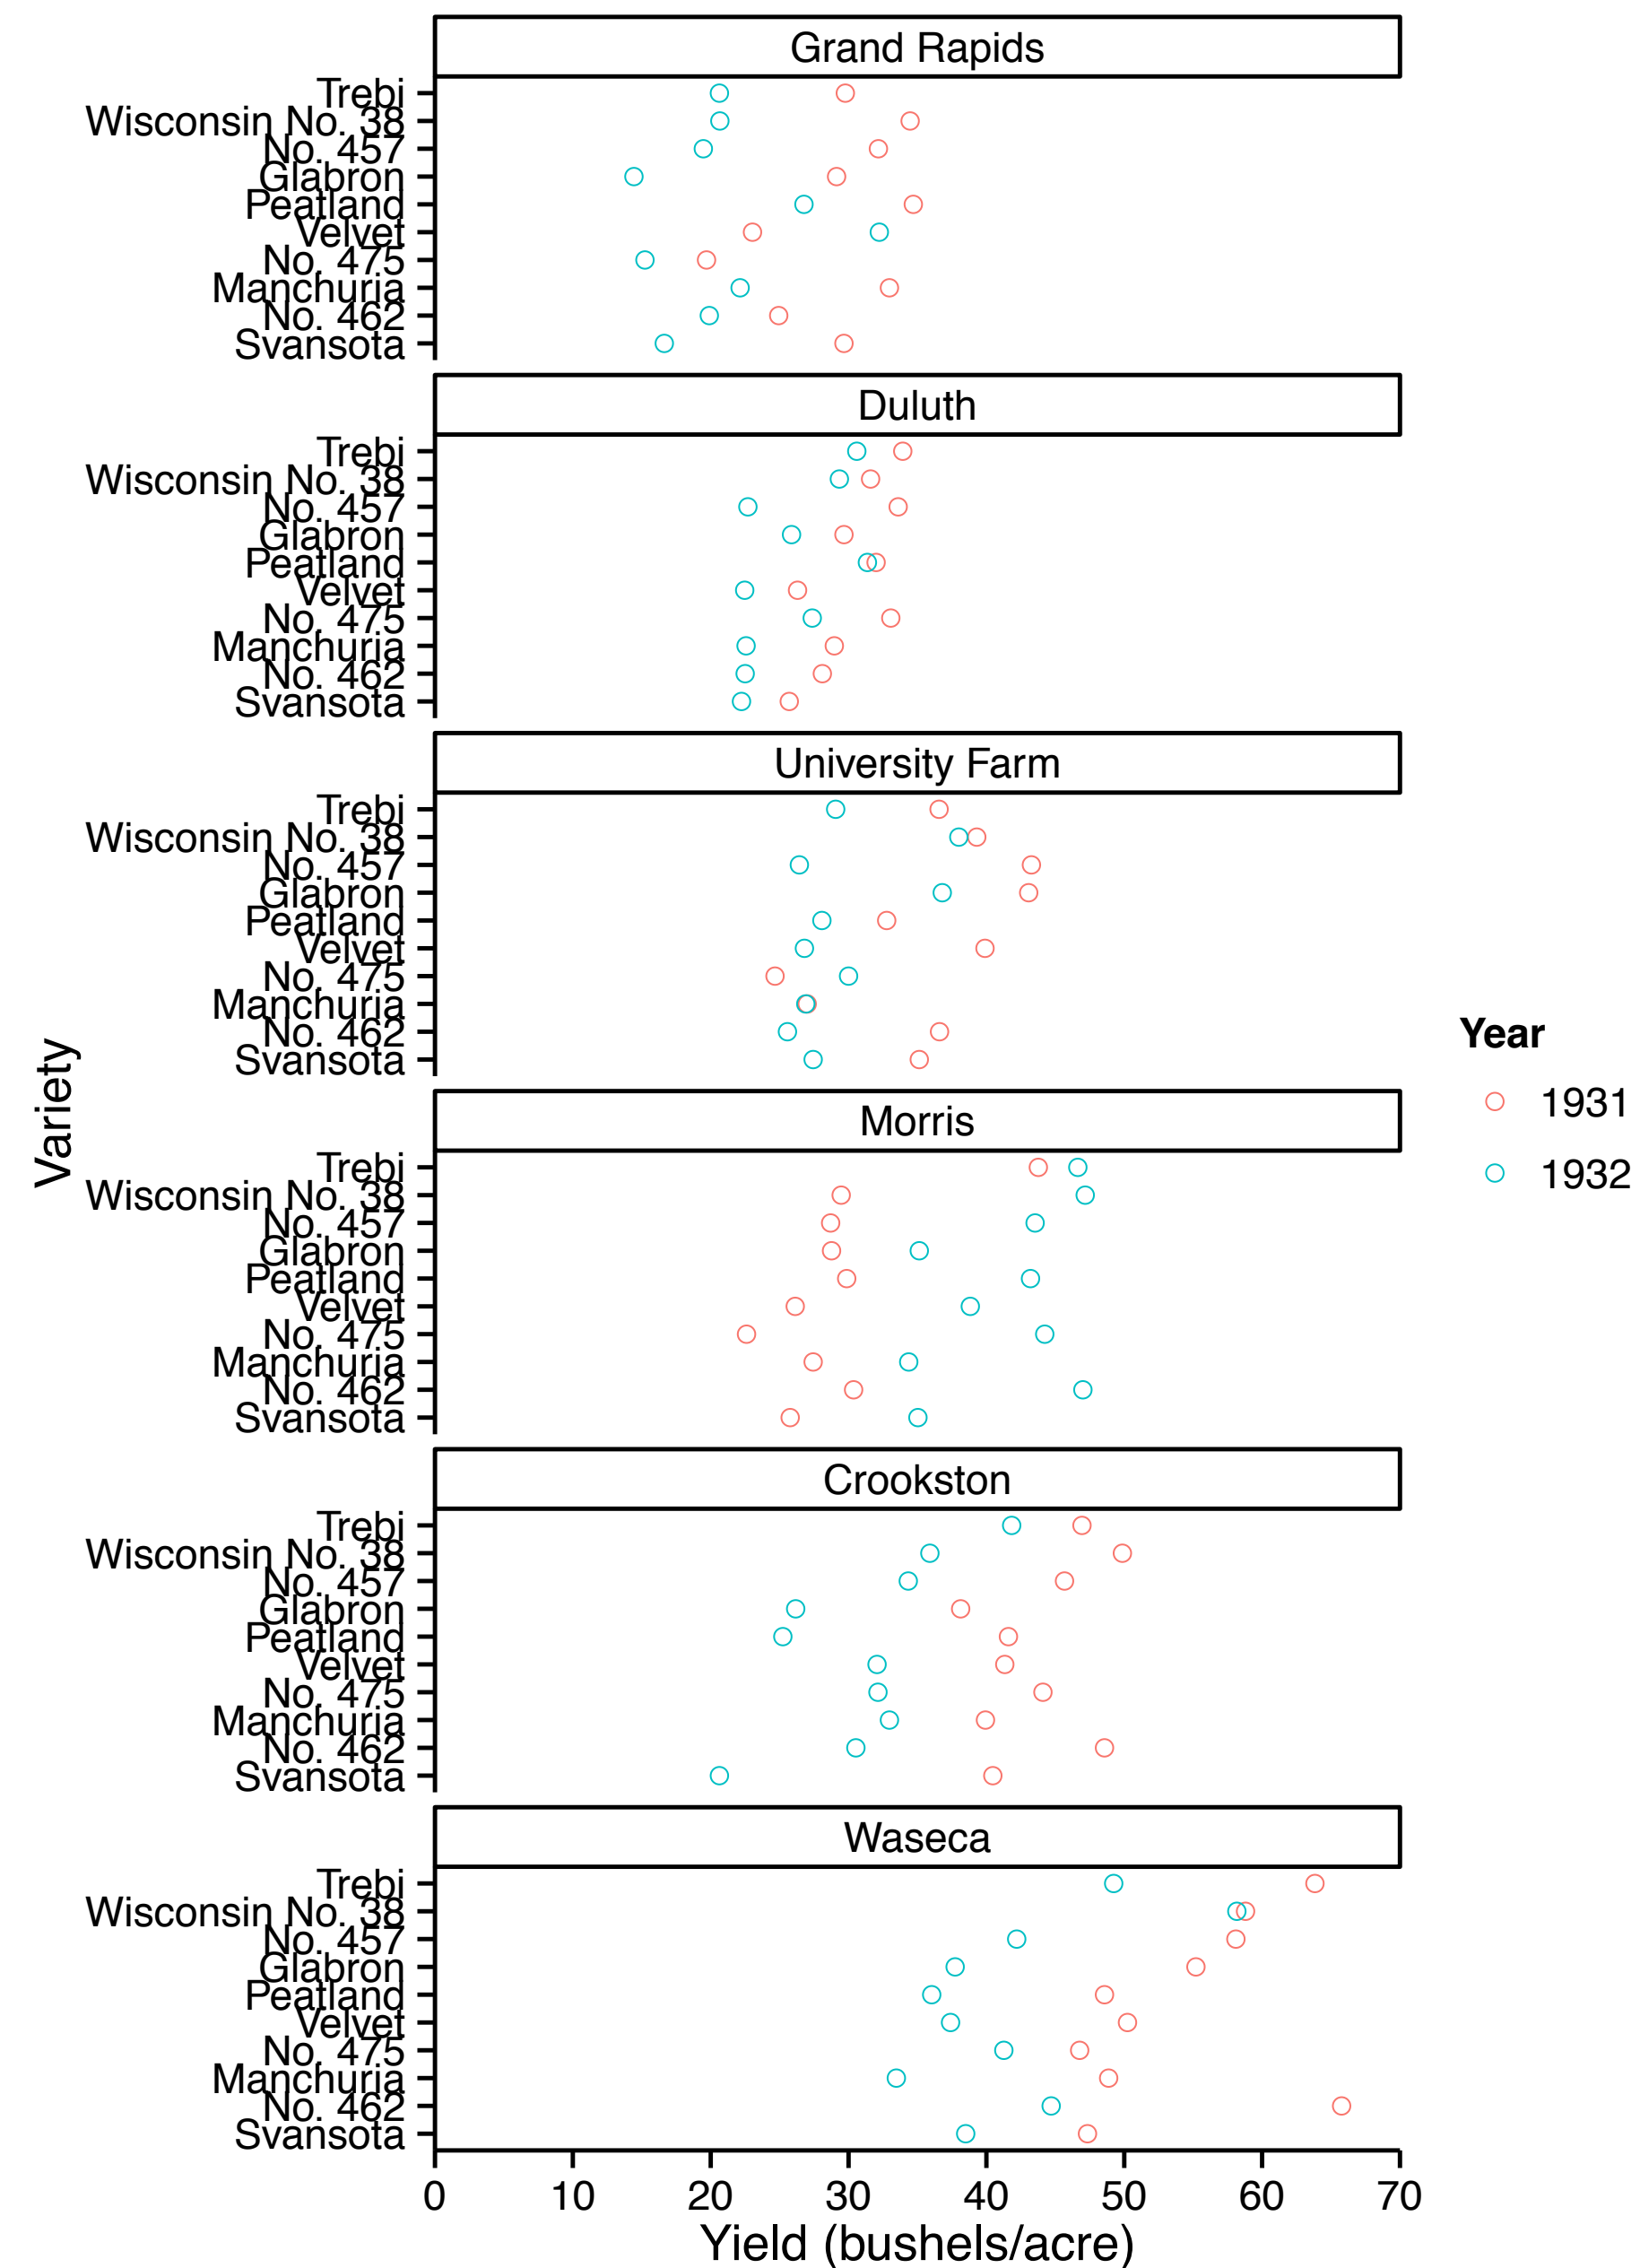 Grand Rapids
Trebi
Wisconsin No. 38
No. 457
Glabron
Peatland
Velvet
No. 475
Manchuria
No. 462
Svansota
Duluth
Trebi
Wisconsin No. 38
No. 457
Glabron
Peatland
Velvet
No. 475
Manchuria
No. 462
Svansota
University Farm
Trebi
Wisconsin No. 38
No. 457
Glabron
Peatland
Velvet
No. 475
Manchuria
No. 462
Svansota
Morris
Trebi
Wisconsin No. 38
No. 457
Glabron
Peatland
Velvet
No. 475
Manchuria
No. 462
Svansota
Crookston
Trebi
Wisconsin No. 38
No. 457
Glabron
Peatland
Velvet
No. 475
Manchuria
No. 462
Svansota
Waseca
Trebi
Wisconsin No. 38
No. 457
Glabron
Peatland
Velvet
No. 475
Manchuria
No. 462
Svansota
0 10 20 30 40 50 60 70
Yield (bushels/acre)
Variety
Year
1931
1932